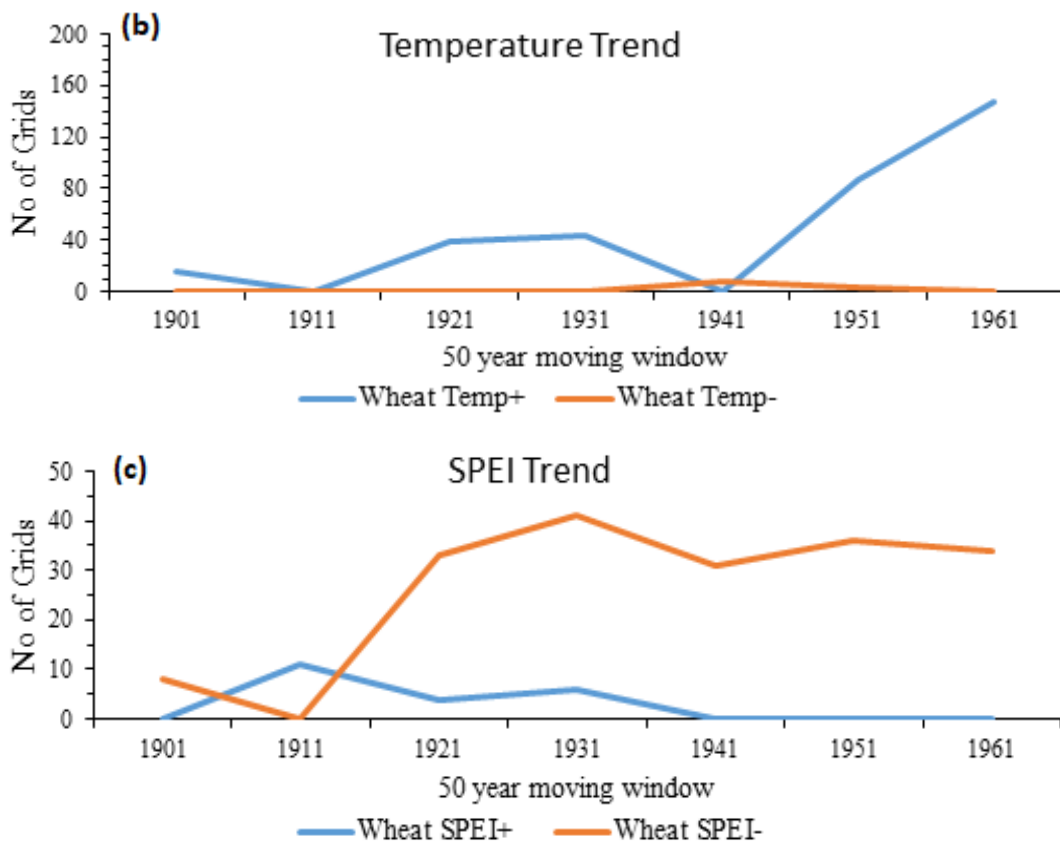 (b)
Temperature Trend
No of Grids
200
160
120
80
40
0
1901 1911 1921 1931 1941 1951 1961
50 year moving window
Wheat Temp+ Wheat Temp-
(c)
SPEI Trend
No of Grids
50
40
30
20
10
0
1901 1911 1921 1931 1941 1951 1961
50 year moving window
Wheat SPEI+ Wheat SPEI-